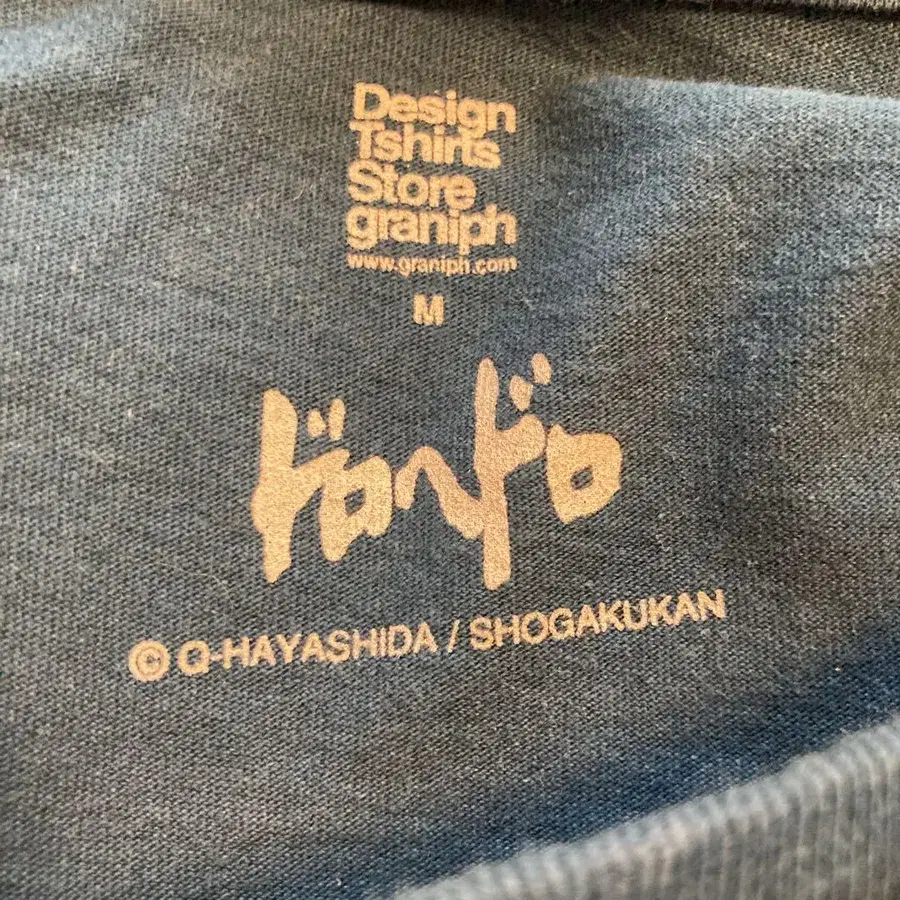 Design
Tshirts
Store
graniph
www.graniph.com
M
ドロヘドロ
© Q-HAYASHIDA / SHOGAKUKAN